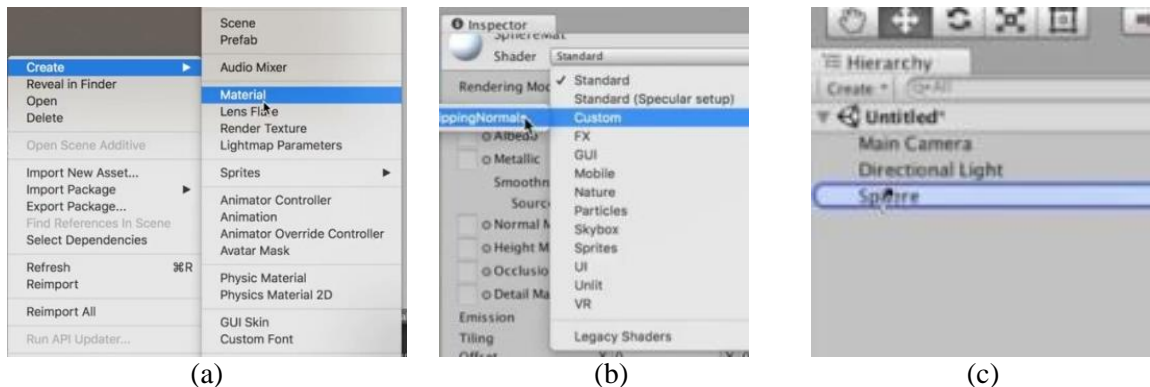 Create
Reveal in Finder
Open
Delete
Open Scene Additive
Import New Asset...
Import Package
Export Package...
Find References In Scene
Select Dependencies
Refresh ⌘R
Reimport
Reimport All
Run API Updater...
Scene
Prefab
Audio Mixer
Material
Lens Flare
Render Texture
Lightmap Parameters
Sprites
Animator Controller
Animation
Animator Override Controller
Avatar Mask
Physic Material
Physics Material 2D
GUI Skin
Custom Font
(a)
Inspector
SphereMat
Shader Standard
Rendering Mod
ppingNormals
Albedo
Metallic
Smoothn
Sourc
Normal M
Height M
Occlusio
Detail Ma
Emission
Tiling
Offset
✓ Standard
Standard (Specular setup)
Custom
FX
GUI
Mobile
Nature
Particles
Skybox
Sprites
UI
Unlit
VR
Legacy Shaders
(b)
Hierarchy
Create All
Untitled*
Main Camera
Directional Light
Sphere
(c)